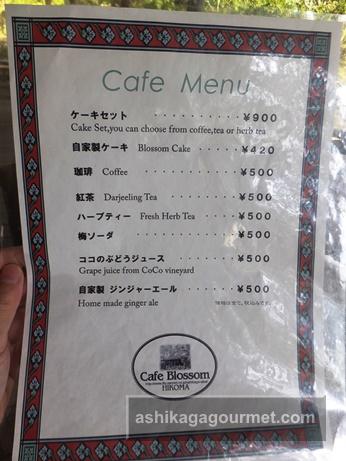 Cafe Menu
ケーキセット ・・・・・・・・・・¥900
Cake Set,you can choose from coffee,tea or herb tea
自家製ケーキ Blossom Cake ・・・・・¥420
珈琲 Coffee ・・・・・・・・・・¥500
紅茶 Darjeeling Tea ・・・・・・・¥500
ハーブティー Fresh Herb Tea ・・・・¥500
梅ソーダ ・・・・・・・・・・・・¥500
ココのぶどうジュース ・・・・・・¥500
Grape juice from CoCo vineyard
自家製 ジンジャーエール ・・・・・¥500
Home made ginger ale
Cafe Blossom
HIKOMA
ashikagagourmet.com